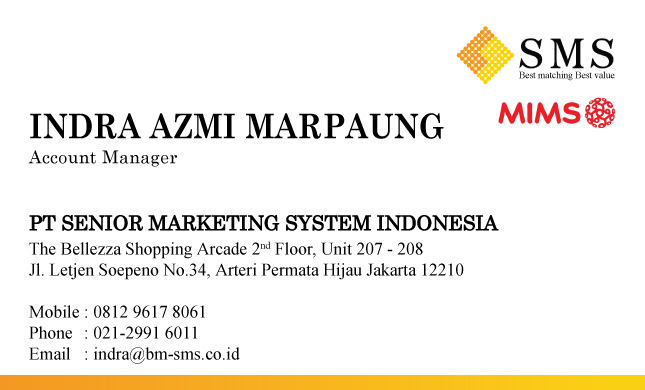 SMS
Best matching Best value
MIMS
INDRA AZMI MARPAUNG
Account Manager
PT SENIOR MARKETING SYSTEM INDONESIA
The Bellezza Shopping Arcade 2nd Floor, Unit 207 - 208
Jl. Letjen Soepeno No.34, Arteri Permata Hijau Jakarta 12210
Mobile : 0812 9617 8061
Phone : 021-2991 6011
Email : indra@bm-sms.co.id